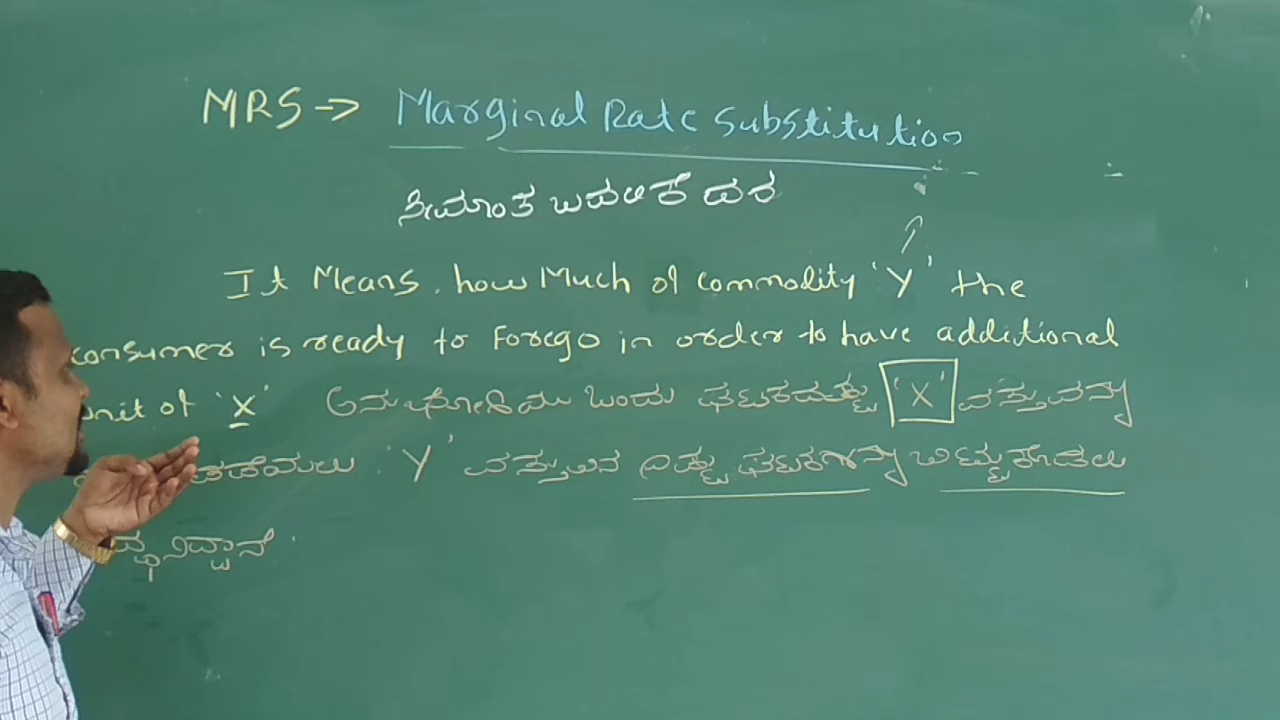 MRS → Marginal Rate Substitution
ಸೀಮಾಂತ ಬದಲಿಕೆ ದರ
It Means, how Much of commodity 'Y' the
consumer is ready to Forego in order to have additional
unit of 'X' ಅನುಭೋಗಿಯು ಒಂದು ಘಟಕದಷ್ಟು 'X' ವಸ್ತುವನ್ನು
ಪಡೆಯಲು 'Y' ವಸ್ತುವಿನ ಎಷ್ಟು ಘಟಕಗಳನ್ನು ಬಿಟ್ಟುಕೊಡಲು